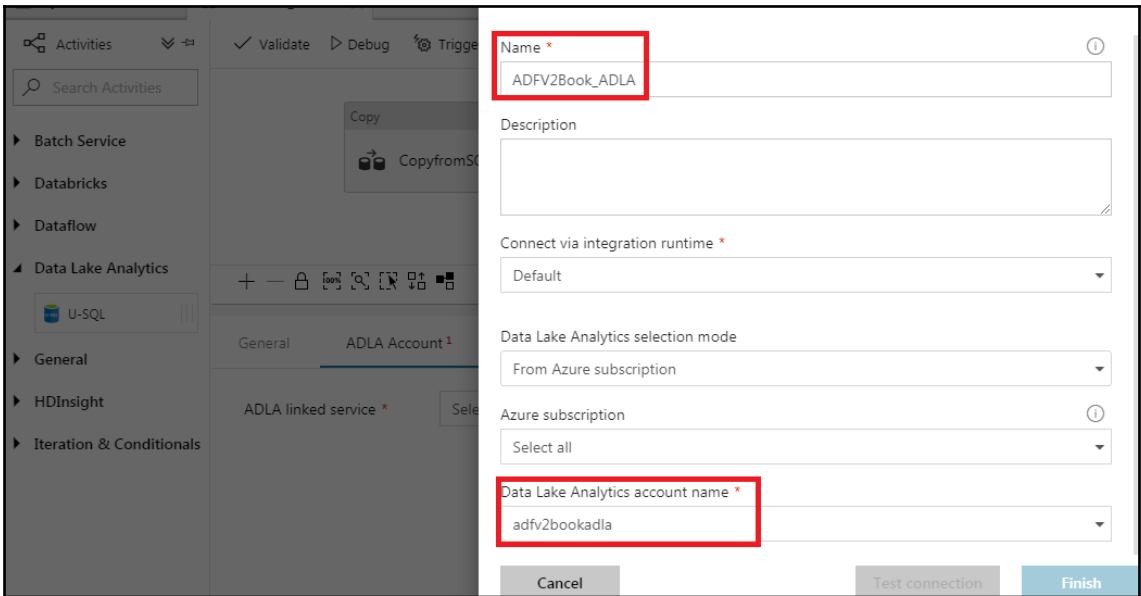 Activities
Validate Debug Trigge
Search Activities
Batch Service
Databricks
Dataflow
Data Lake Analytics
U-SQL
General
HDInsight
Iteration & Conditionals
Copy
CopyfromSQ
100%
General ADLA Account 1
ADLA linked service * Sele
Name *
ADFV2Book_ADLA
Description
Connect via integration runtime *
Default
Data Lake Analytics selection mode
From Azure subscription
Azure subscription
Select all
Data Lake Analytics account name *
adfv2bookadla
Cancel Test connection Finish